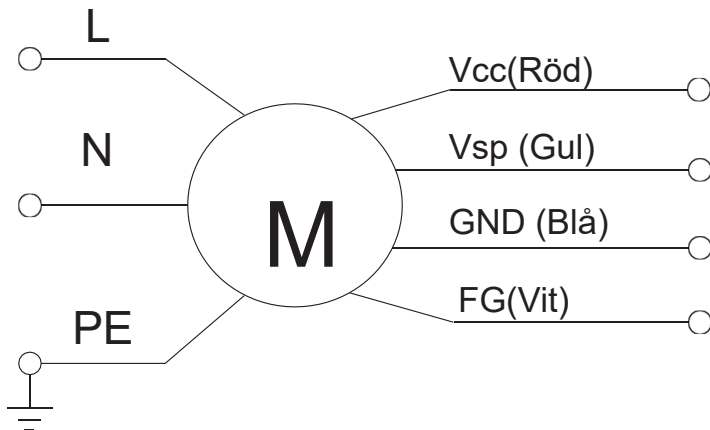 L
N
PE
M
Vcc(Röd)
Vsp (Gul)
GND (Blå)
FG(Vit)